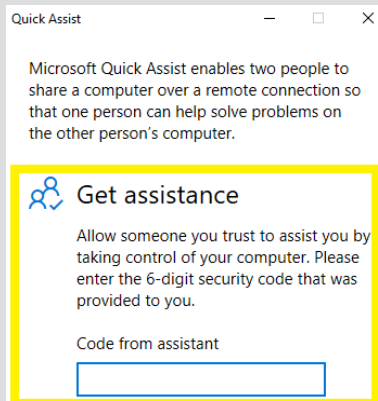 Quick Assist
Microsoft Quick Assist enables two people to
share a computer over a remote connection so
that one person can help solve problems on
the other person's computer.
Get assistance
Allow someone you trust to assist you by
taking control of your computer. Please
enter the 6-digit security code that was
provided to you.
Code from assistant